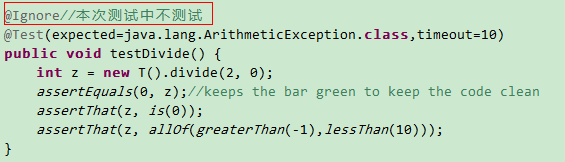 @Ignore//本次测试中不测试
@Test(expected=java.lang.ArithmeticException.class,timeout=10)
public void testDivide() {
int z = new T().divide(2, 0);
assertEquals(0, z);//keeps the bar green to keep the code clean
assertThat(z, is(0));
assertThat(z, allOf(greaterThan(-1),lessThan(10)));
}